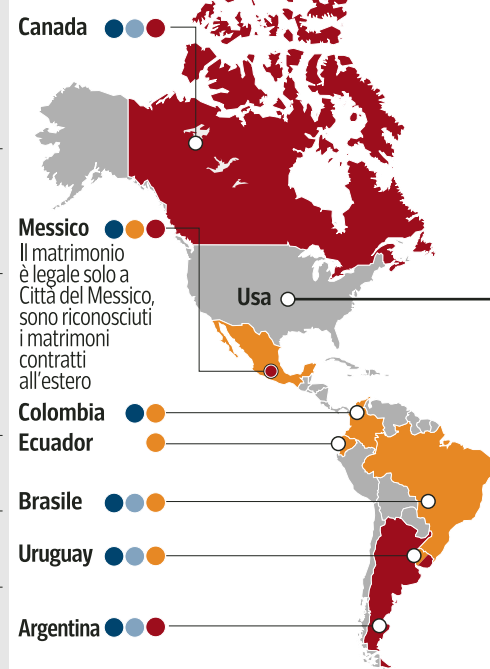 Canada
Messico
Il matrimonio
è legale solo a
Città del Messico,
sono riconosciuti
i matrimoni
contratti
all'estero
Usa
Colombia
Ecuador
Brasile
Uruguay
Argentina